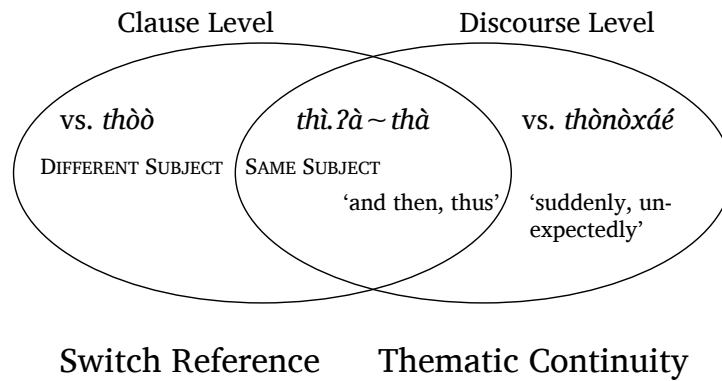 Clause Level Discourse Level
vs. thòò thì.ʔà ~ thà vs. thònòxáé
DIFFERENT SUBJECT SAME SUBJECT
‘and then, thus’ ‘suddenly, un-
expectedly’
Switch Reference Thematic Continuity